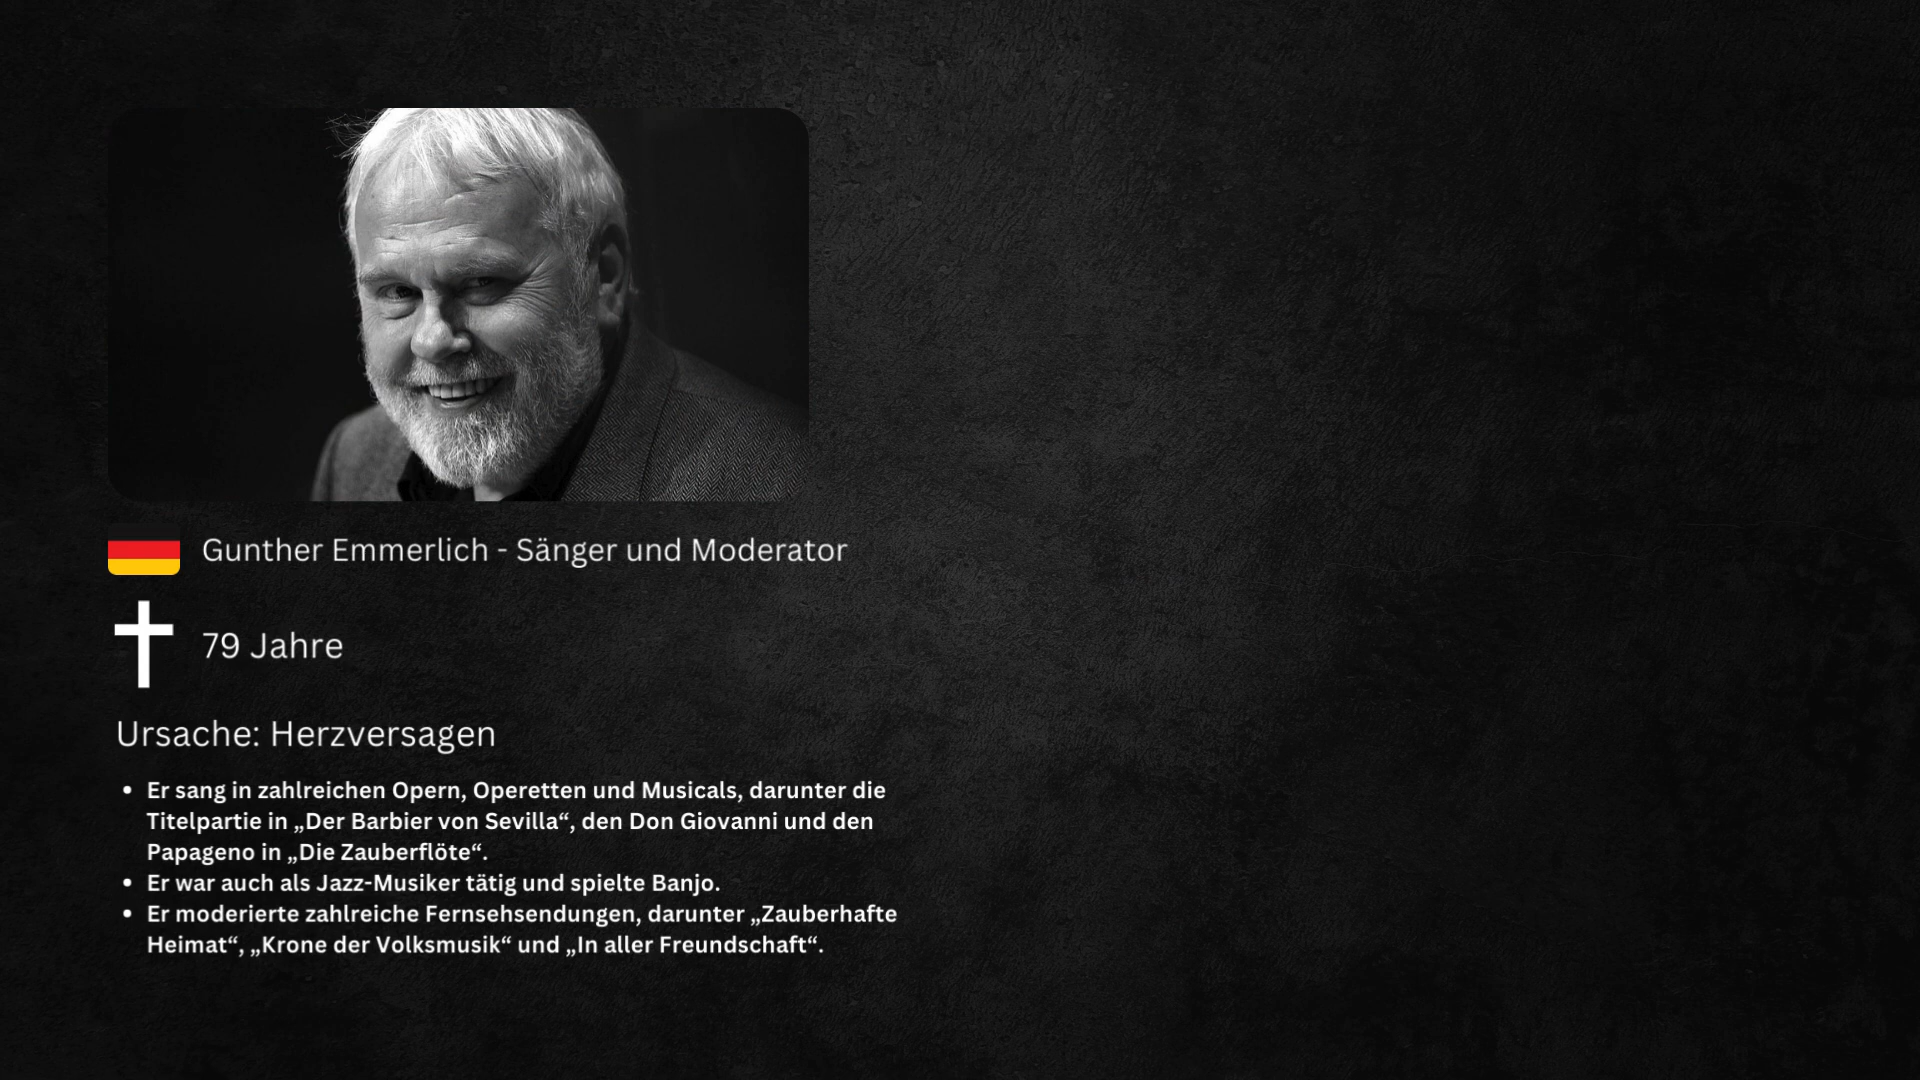 Gunther Emmerlich - Sänger und Moderator
79 Jahre
Ursache: Herzversagen
• Er sang in zahlreichen Opern, Operetten und Musicals, darunter die
Titelpartie in „Der Barbier von Sevilla“, den Don Giovanni und den
Papageno in „Die Zauberflöte“.
• Er war auch als Jazz-Musiker tätig und spielte Banjo.
• Er moderierte zahlreiche Fernsehsendungen, darunter „Zauberhafte
Heimat“, „Krone der Volksmusik“ und „In aller Freundschaft“.